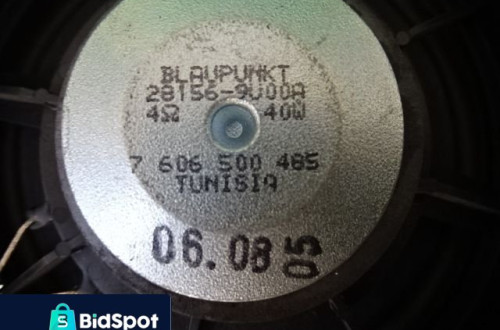 BLAUPUNKT
28156-9U00A
4Ω 40W
7 606 500 485
TUNISIA
06.08 05
BidSpot